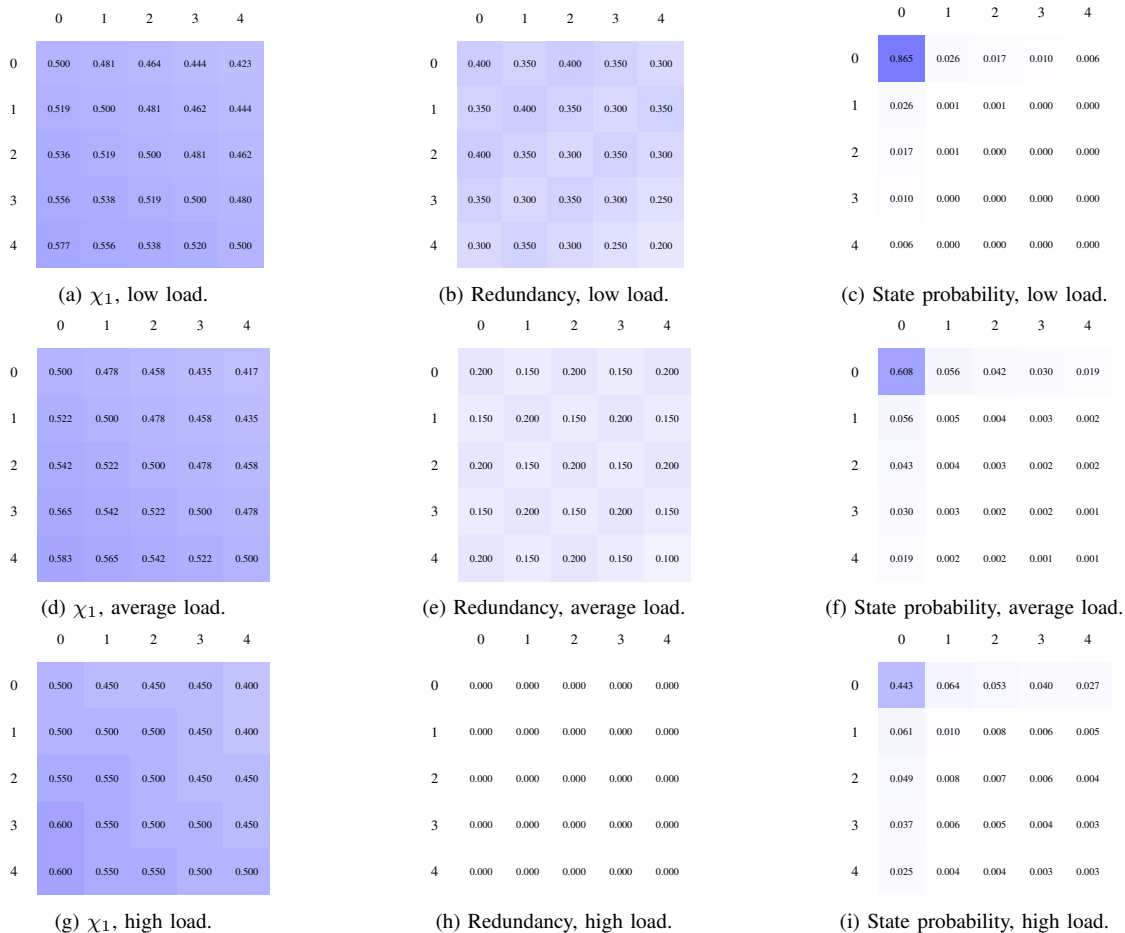 0 1 2 3 4
0 0.500 0.481 0.464 0.444 0.423
1 0.519 0.500 0.481 0.462 0.444
2 0.536 0.519 0.500 0.481 0.462
3 0.556 0.538 0.519 0.500 0.480
4 0.577 0.556 0.538 0.520 0.500
(a) χ₁, low load.
0 1 2 3 4
0 0.400 0.350 0.400 0.350 0.300
1 0.350 0.400 0.350 0.300 0.350
2 0.400 0.350 0.300 0.350 0.300
3 0.350 0.300 0.350 0.300 0.250
4 0.300 0.350 0.300 0.250 0.200
(b) Redundancy, low load.
0 1 2 3 4
0 0.865 0.026 0.017 0.010 0.006
1 0.026 0.001 0.001 0.000 0.000
2 0.017 0.001 0.000 0.000 0.000
3 0.010 0.000 0.000 0.000 0.000
4 0.006 0.000 0.000 0.000 0.000
(c) State probability, low load.
0 1 2 3 4
0 0.500 0.478 0.458 0.435 0.417
1 0.522 0.500 0.478 0.458 0.435
2 0.542 0.522 0.500 0.478 0.458
3 0.565 0.542 0.522 0.500 0.478
4 0.583 0.565 0.542 0.522 0.500
(d) χ₁, average load.
0 1 2 3 4
0 0.200 0.150 0.200 0.150 0.200
1 0.150 0.200 0.150 0.200 0.150
2 0.200 0.150 0.200 0.150 0.200
3 0.150 0.200 0.150 0.200 0.150
4 0.200 0.150 0.200 0.150 0.100
(e) Redundancy, average load.
0 1 2 3 4
0 0.608 0.056 0.042 0.030 0.019
1 0.056 0.005 0.004 0.003 0.002
2 0.043 0.004 0.003 0.002 0.002
3 0.030 0.003 0.002 0.002 0.001
4 0.019 0.002 0.002 0.001 0.001
(f) State probability, average load.
0 1 2 3 4
0 0.500 0.450 0.450 0.450 0.400
1 0.500 0.500 0.500 0.450 0.400
2 0.550 0.550 0.500 0.450 0.450
3 0.600 0.550 0.500 0.500 0.450
4 0.600 0.550 0.550 0.500 0.500
(g) χ₁, high load.
0 1 2 3 4
0 0.000 0.000 0.000 0.000 0.000
1 0.000 0.000 0.000 0.000 0.000
2 0.000 0.000 0.000 0.000 0.000
3 0.000 0.000 0.000 0.000 0.000
4 0.000 0.000 0.000 0.000 0.000
(h) Redundancy, high load.
0 1 2 3 4
0 0.443 0.064 0.053 0.040 0.027
1 0.061 0.010 0.008 0.006 0.005
2 0.049 0.008 0.007 0.006 0.004
3 0.037 0.006 0.005 0.004 0.003
4 0.025 0.004 0.004 0.003 0.003
(i) State probability, high load.